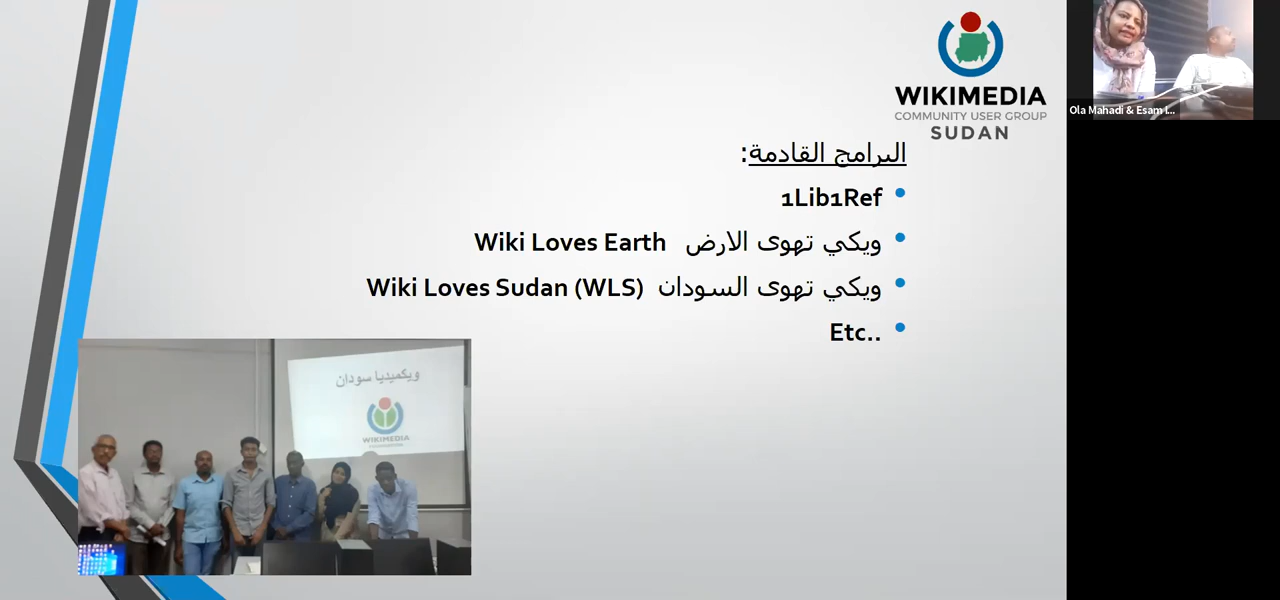 WIKIMEDIA
COMMUNITY USER GROUP
SUDAN
البرامج القادمة:
1Lib1Ref
ويكي تهوى الارض Wiki Loves Earth
ويكي تهوى السودان Wiki Loves Sudan (WLS)
Etc..
ويكميديا سودان
WIKIMEDIA
Ola Mahadi & Esam I...